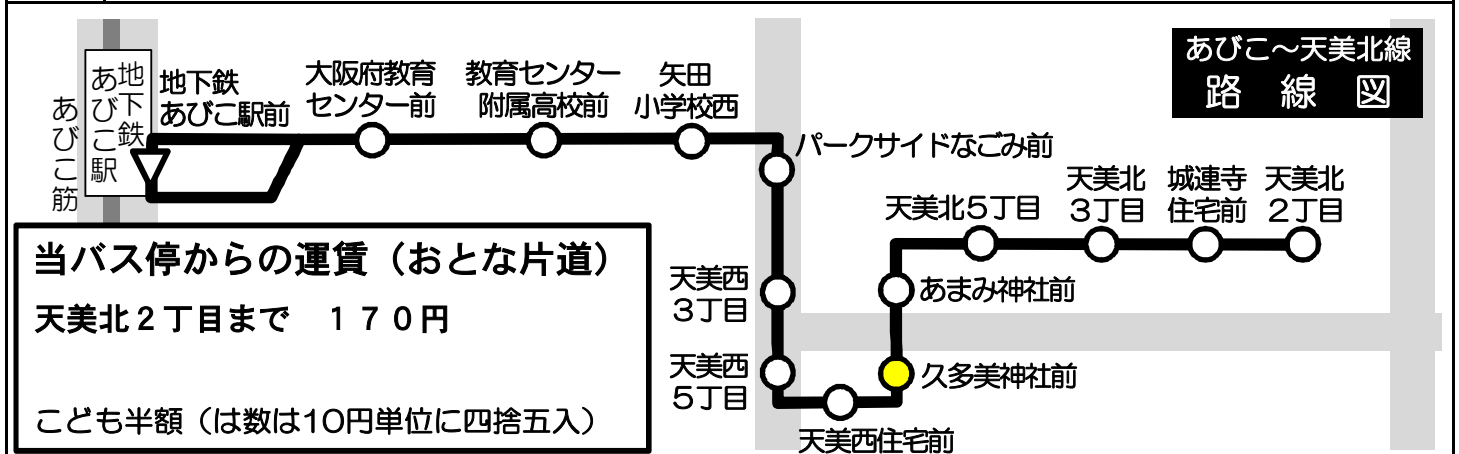 あびこ～天美北線
路線図
地下鉄
あびこ駅
あびこ筋
地下鉄
あびこ駅前
大阪府教育
センター前
教育センター
附属高校前
矢田
小学校西
パークサイドなごみ前
天美西
3丁目
天美西
5丁目
天美西住宅前
久多美神社前
あまみ神社前
天美北5丁目
天美北
3丁目
城連寺
住宅前
天美北
2丁目
当バス停からの運賃（おとな片道）
天美北２丁目まで　１７０円
こども半額（は数は10円単位に四捨五入）